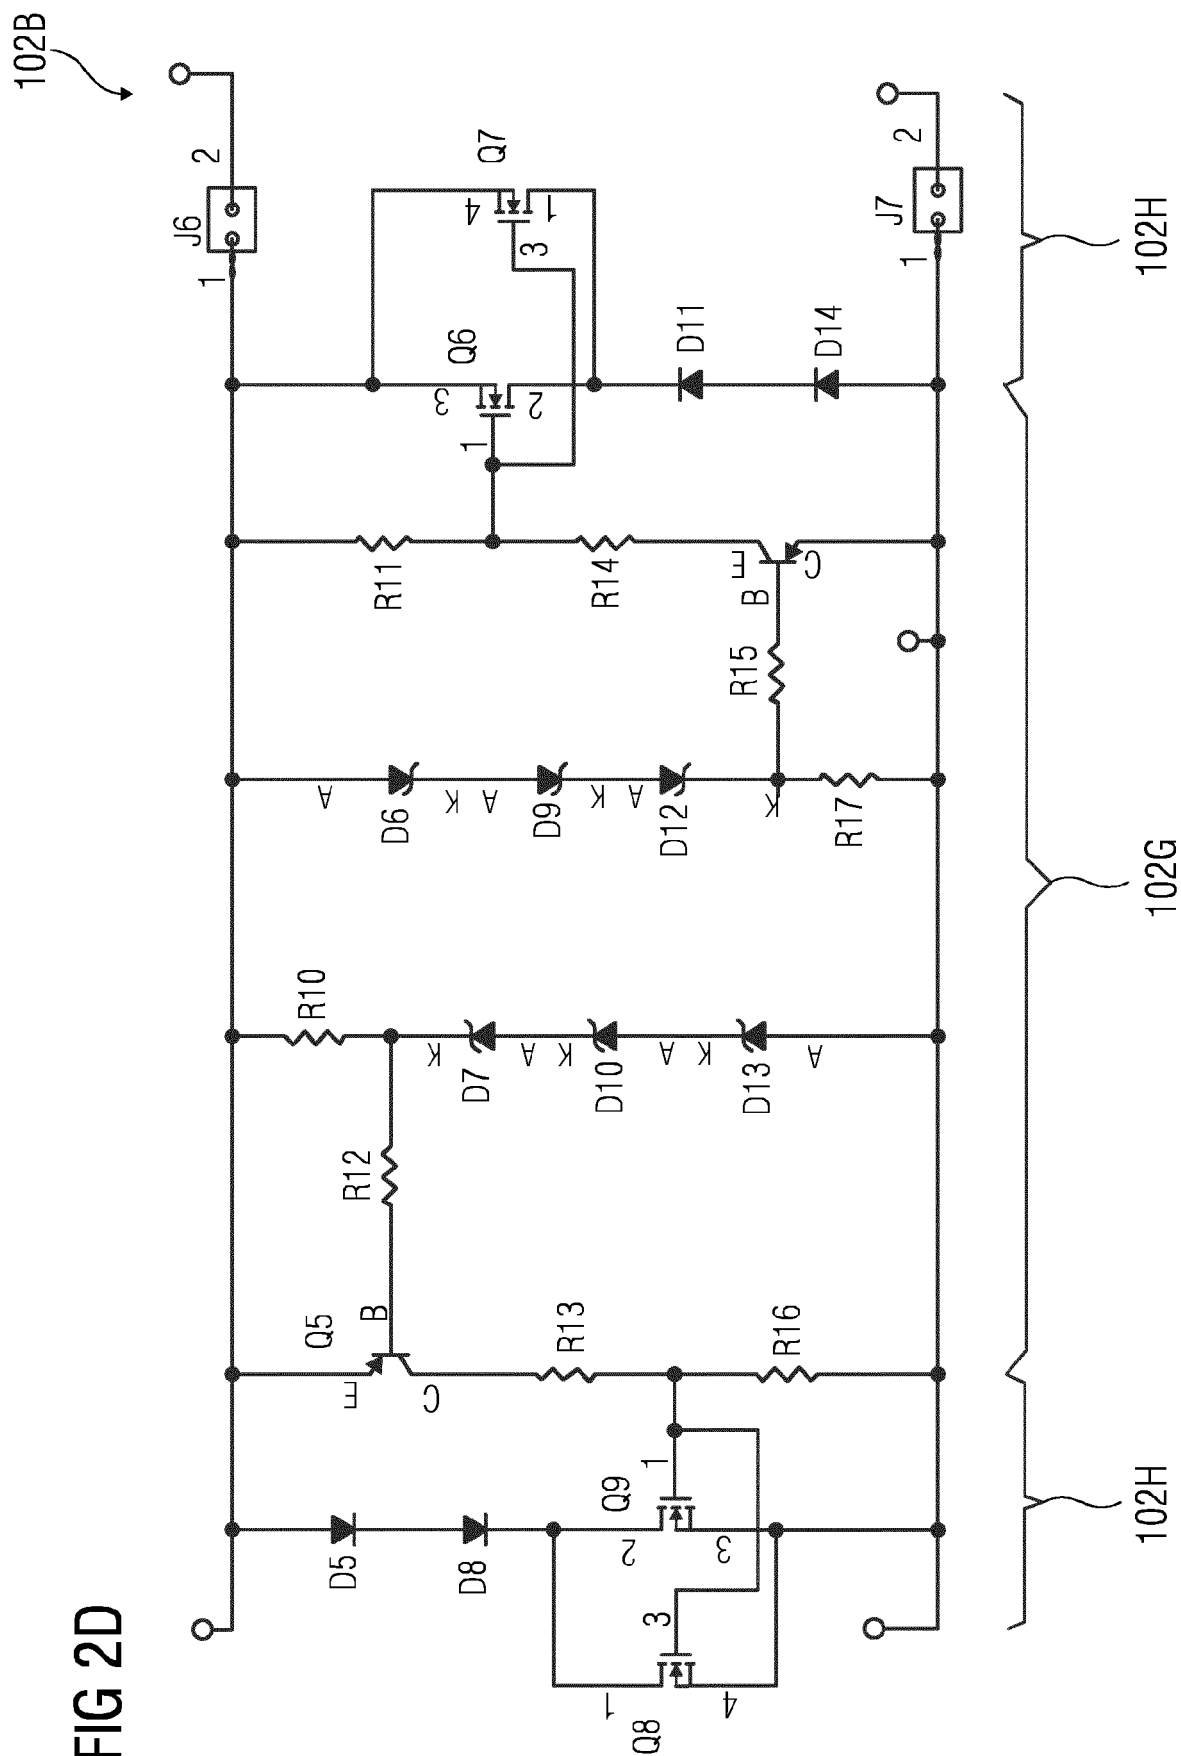 FIG 2D
102B
J6
1
2
Q7
4
1
3
Q6
3
2
1
D11
D14
J7
1
2
102H
R11
R14
E
B
C
R15
A
D6
K
A
D9
K
A
D12
K
R17
102G
R10
R12
K
D7
A
K
D10
A
K
D13
A
Q5
B
E
C
R13
R16
D5
D8
Q9
1
2
3
3
1
4
Q8
102H